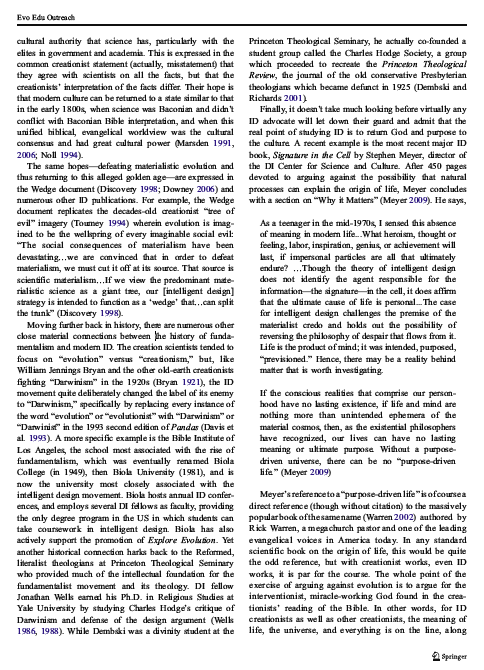 Evo Edu Outreach
cultural authority that science has, particularly with the
elites in government and academia. This is expressed in the
common creationist statement (actually, misstatement) that
they agree with scientists on all the facts, but that the
creationists' interpretation of the facts differ. Their hope is
that modern culture can be returned to a state similar to that
in the early 1800s, when science was Baconian and didn't
conflict with Baconian Bible interpretation, and when this
unified biblical, evangelical worldview was the cultural
consensus and had great cultural power (Marsden 1991,
2006; Noll 1994).
The same hopes—defeating materialistic evolution and
thus returning to this alleged golden age—are expressed in
the Wedge document (Discovery 1998; Downey 2006) and
numerous other ID publications. For example, the Wedge
document replicates the decades-old creationist “tree of
evil” imagery (Toumey 1994) wherein evolution is imag-
ined to be the wellspring of every imaginable social evil:
“The social consequences of materialism have been
devastating…we are convinced that in order to defeat
materialism, we must cut it off at its source. That source is
scientific materialism…If we view the predominant mate-
rialistic science as a giant tree, our [intelligent design]
strategy is intended to function as a ‘wedge’ that…can split
the trunk” (Discovery 1998).
Moving further back in history, there are numerous other
close material connections between the history of funda-
mentalism and modern ID. The creation scientists tended to
focus on “evolution” versus “creationism,” but, like
William Jennings Bryan and the other old-earth creationists
fighting “Darwinism” in the 1920s (Bryan 1921), the ID
movement quite deliberately changed the label of its enemy
to “Darwinism,” specifically by replacing every instance of
the word “evolution” or “evolutionist” with “Darwinism” or
“Darwinist” in the 1993 second edition of Pandas (Davis et
al. 1993). A more specific example is the Bible Institute of
Los Angeles, the school most associated with the rise of
fundamentalism, which was eventually renamed Biola
College (in 1949), then Biola University (1981), and is
now the university most closely associated with the
intelligent design movement. Biola hosts annual ID confer-
ences, and employs several DI fellows as faculty, providing
the only degree program in the US in which students can
take coursework in intelligent design. Biola has also
actively support the promotion of Explore Evolution. Yet
another historical connection harks back to the Reformed,
literalist theologians at Princeton Theological Seminary
who provided much of the intellectual foundation for the
fundamentalist movement and its theology. DI fellow
Jonathan Wells earned his Ph.D. in Religious Studies at
Yale University by studying Charles Hodge's critique of
Darwinism and defense of the design argument (Wells
1986, 1988). While Dembski was a divinity student at the
Princeton Theological Seminary, he actually co-founded a
student group called the Charles Hodge Society, a group
which proceeded to recreate the Princeton Theological
Review, the journal of the old conservative Presbyterian
theologians which became defunct in 1925 (Dembski and
Richards 2001).
Finally, it doesn't take much looking before virtually any
ID advocate will let down their guard and admit that the
real point of studying ID is to return God and purpose to
the culture. A recent example is the most recent major ID
book, Signature in the Cell by Stephen Meyer, director of
the DI Center for Science and Culture. After 450 pages
devoted to arguing against the possibility that natural
processes can explain the origin of life, Meyer concludes
with a section on “Why it Matters” (Meyer 2009). He says,
As a teenager in the mid-1970s, I sensed this absence
of meaning in modern life...What heroism, thought or
feeling, labor, inspiration, genius, or achievement will
last, if impersonal particles are all that ultimately
endure? …Though the theory of intelligent design
does not identify the agent responsible for the
information—the signature—in the cell, it does affirm
that the ultimate cause of life is personal...The case
for intelligent design challenges the premise of the
materialist credo and holds out the possibility of
reversing the philosophy of despair that flows from it.
Life is the product of mind; it was intended, purposed,
“previsioned.” Hence, there may be a reality behind
matter that is worth investigating.
If the conscious realities that comprise our person-
hood have no lasting existence, if life and mind are
nothing more than unintended ephemera of the
material cosmos, then, as the existential philosophers
have recognized, our lives can have no lasting
meaning or ultimate purpose. Without a purpose-
driven universe, there can be no “purpose-driven
life.” (Meyer 2009)
Meyer's reference to a “purpose-driven life” is of course a
direct reference (though without citation) to the massively
popular book of the same name (Warren 2002) authored by
Rick Warren, a megachurch pastor and one of the leading
evangelical voices in America today. In any standard
scientific book on the origin of life, this would be quite
the odd reference, but with creationist works, even ID
works, it is par for the course. The whole point of the
exercise of arguing against evolution is to argue for the
interventionist, miracle-working God found in the crea-
tionists' reading of the Bible. In other words, for ID
creationists as well as other creationists, the meaning of
life, the universe, and everything is on the line, along
Springer